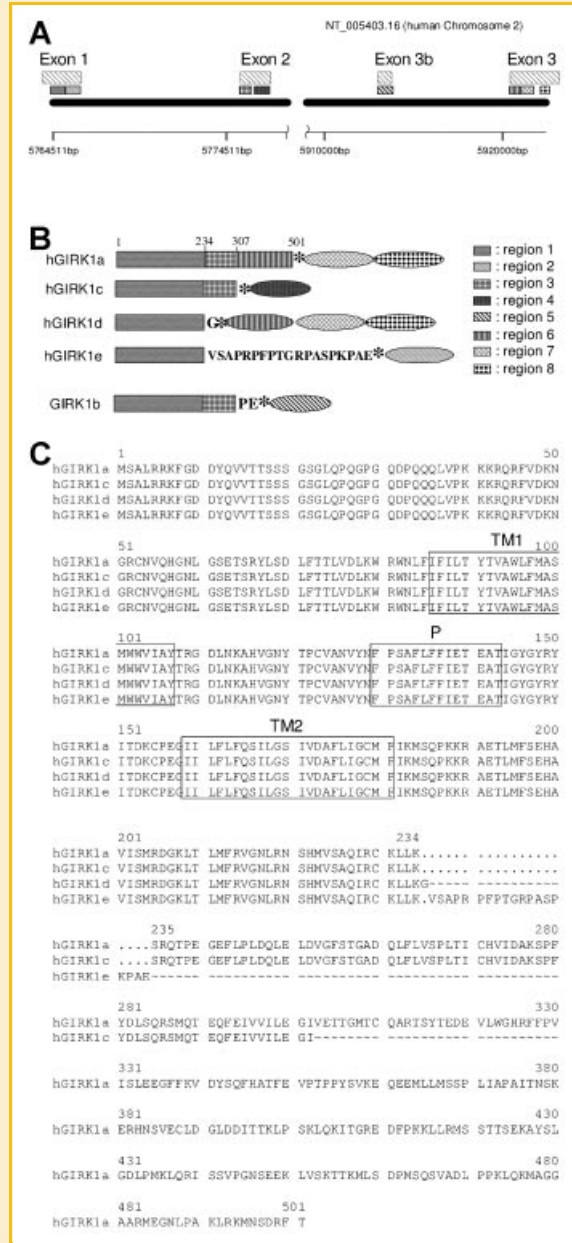 A
NT_005403.16 (human Chromosome 2)
Exon 1 Exon 2 Exon 3b Exon 3
5764511bp 5774511bp 5910000bp 5920000bp
B
1 234 307 501
hGIRK1a *
hGIRK1c *
hGIRK1d G*
hGIRK1e VSAPRPFPTGRPASPKPAE*
GIRK1b PE*
: region 1
: region 2
: region 3
: region 4
: region 5
: region 6
: region 7
: region 8
C
1 50
hGIRK1a MSALRRKFGD DYQVVTTSSS GSGLQPQGPG QDPQQQLVPK KKRQRFVDKN
hGIRK1c MSALRRKFGD DYQVVTTSSS GSGLQPQGPG QDPQQQLVPK KKRQRFVDKN
hGIRK1d MSALRRKFGD DYQVVTTSSS GSGLQPQGPG QDPQQQLVPK KKRQRFVDKN
hGIRK1e MSALRRKFGD DYQVVTTSSS GSGLQPQGPG QDPQQQLVPK KKRQRFVDKN
TM1
51 100
hGIRK1a GRCNVQHGNL GSETSRYLSD LFTTLVDLKW RWNLFIFILT YTVAWLFMAS
hGIRK1c GRCNVQHGNL GSETSRYLSD LFTTLVDLKW RWNLFIFILT YTVAWLFMAS
hGIRK1d GRCNVQHGNL GSETSRYLSD LFTTLVDLKW RWNLFIFILT YTVAWLFMAS
hGIRK1e GRCNVQHGNL GSETSRYLSD LFTTLVDLKW RWNLFIFILT YTVAWLFMAS
P
101 150
hGIRK1a MWWVIAYTRG DLNKAHVGNY TPCVANVYNF PSAFLFFIET EATIGYGYRY
hGIRK1c MWWVIAYTRG DLNKAHVGNY TPCVANVYNF PSAFLFFIET EATIGYGYRY
hGIRK1d MWWVIAYTRG DLNKAHVGNY TPCVANVYNF PSAFLFFIET EATIGYGYRY
hGIRK1e MWWVIAYTRG DLNKAHVGNY TPCVANVYNF PSAFLFFIET EATIGYGYRY
TM2
151 200
hGIRK1a ITDKCPEGII LFLFQSILGS IVDAFLIGCM FIKMSQPKKR AETLMFSEHA
hGIRK1c ITDKCPEGII LFLFQSILGS IVDAFLIGCM FIKMSQPKKR AETLMFSEHA
hGIRK1d ITDKCPEGII LFLFQSILGS IVDAFLIGCM FIKMSQPKKR AETLMFSEHA
hGIRK1e ITDKCPEGII LFLFQSILGS IVDAFLIGCM FIKMSQPKKR AETLMFSEHA
201 234
hGIRK1a VISMRDGKLT LMFRVGNLRN SHMVSAQIRC KLLK...... ..........
hGIRK1c VISMRDGKLT LMFRVGNLRN SHMVSAQIRC KLLK...... ..........
hGIRK1d VISMRDGKLT LMFRVGNLRN SHMVSAQIRC KLLKG----- ----------
hGIRK1e VISMRDGKLT LMFRVGNLRN SHMVSAQIRC KLLK.VSAPR PFPTGRPASP
235 280
hGIRK1a ....SRQTPE GEFLPLDQLE LDVGFSTGAD QLFLVSPLTI CHVIDAKSPF
hGIRK1c ....SRQTPE GEFLPLDQLE LDVGFSTGAD QLFLVSPLTI CHVIDAKSPF
hGIRK1e KPAE------ ---------- ---------- ---------- ----------
281 330
hGIRK1a YDLSQRSMQT EQFEIVVILE GIVETTGMTC QARTSYTEDE VLWGHRFFPV
hGIRK1c YDLSQRSMQT EQFEIVVILE GI-------- ---------- ----------
331 380
hGIRK1a ISLEEGFFKV DYSQFHATFE VPTPPYSVKE QEEMLLMSSP LIAPAITNSK
381 430
hGIRK1a ERHNSVECLD GLDDITTKLP SKLQKITGRE DFPKKLLRMS STTSEKAYSL
431 480
hGIRK1a GDLPMKLQRI SSVPGNSEEK LVSKTTKMLS DPMSQSVADL PPKLQKMAGG
481 501
hGIRK1a AARMEGNLPA KLRKMNSDRF T